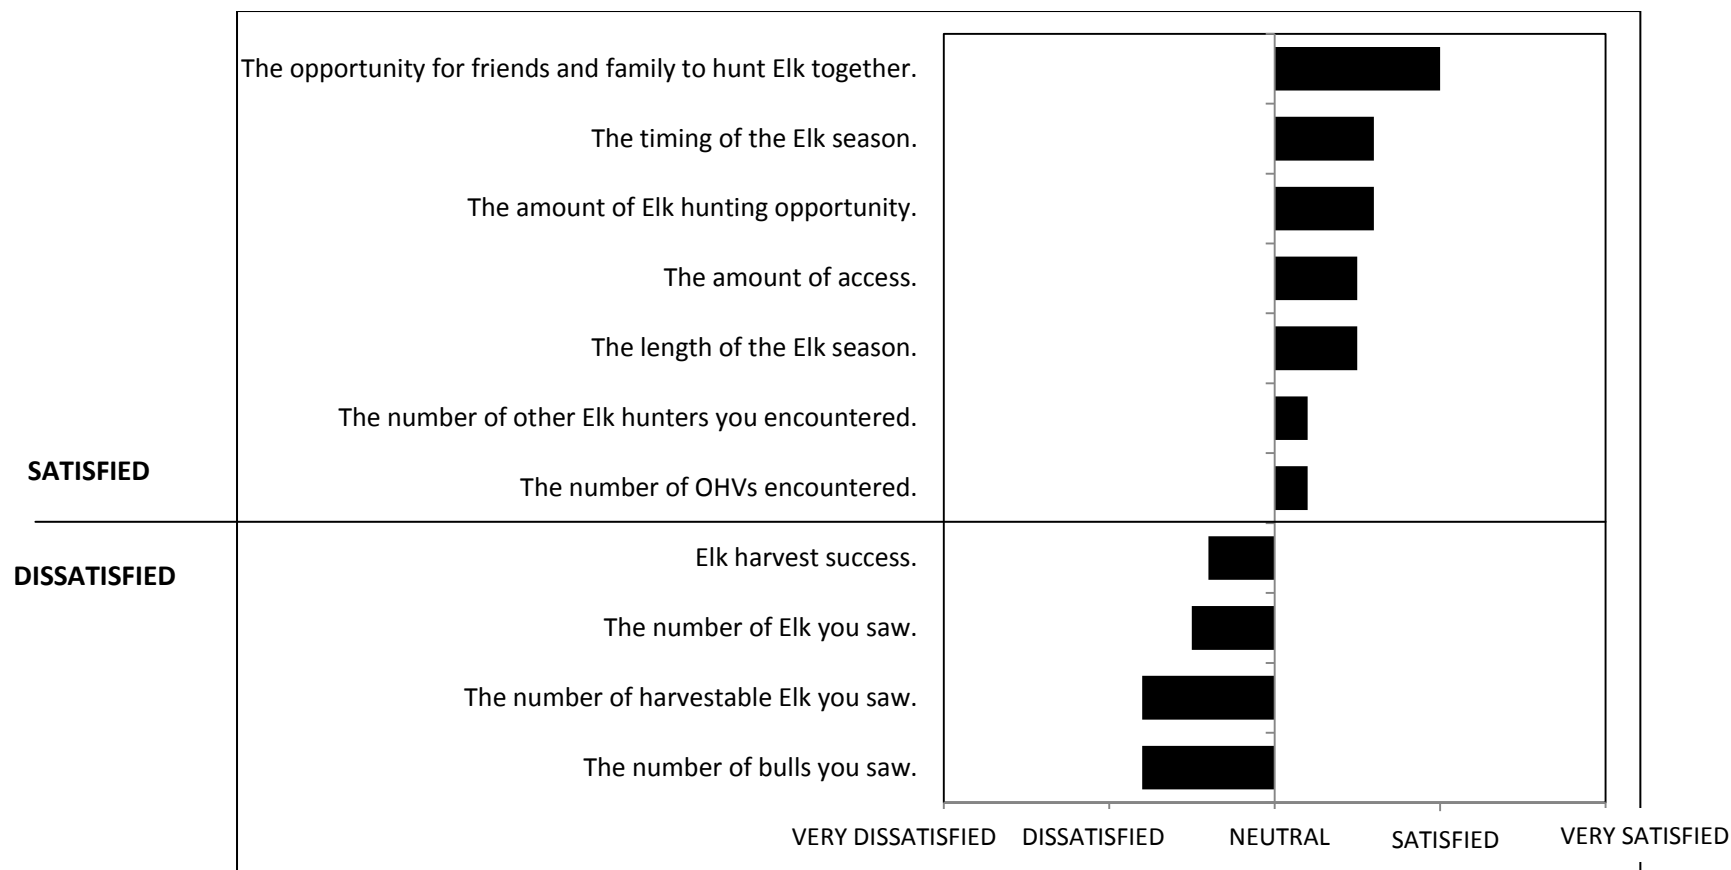 The opportunity for friends and family to hunt Elk together.
The timing of the Elk season.
The amount of Elk hunting opportunity.
The amount of access.
The length of the Elk season.
The number of other Elk hunters you encountered.
SATISFIED
The number of OHVs encountered.
Elk harvest success.
DISSATISFIED
The number of Elk you saw.
The number of harvestable Elk you saw.
The number of bulls you saw.
VERY DISSATISFIED DISSATISFIED NEUTRAL SATISFIED VERY SATISFIED